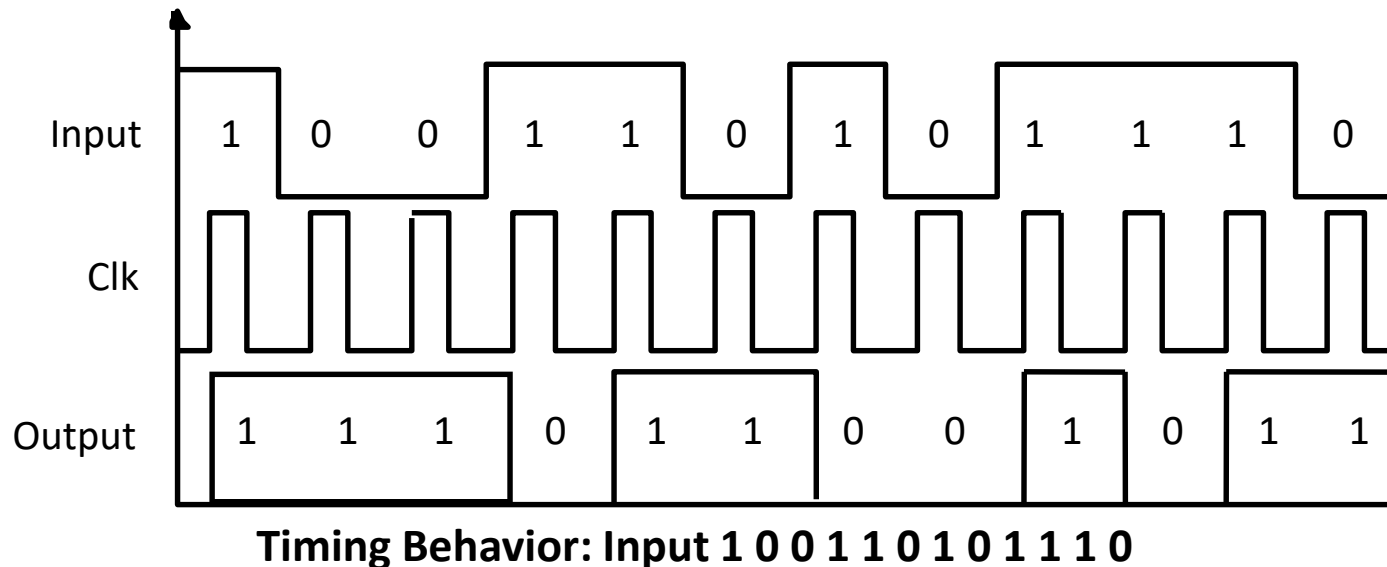 Input 1 0 0 1 1 0 1 0 1 1 1 0
Clk
Output 1 1 1 0 1 1 0 0 1 0 1 1
Timing Behavior: Input 1 0 0 1 1 0 1 0 1 1 1 0